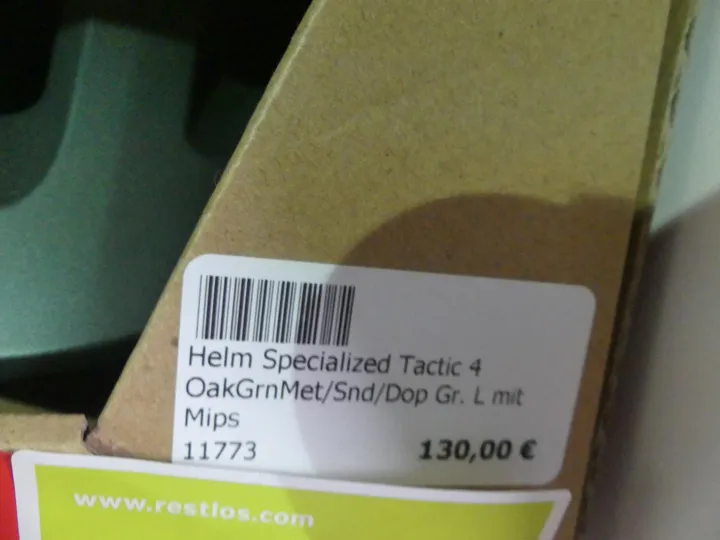 Helm Specialized Tactic 4
OakGrnMet/Snd/Dop Gr. L mit
Mips
11773 130,00 €
www.restlos.com